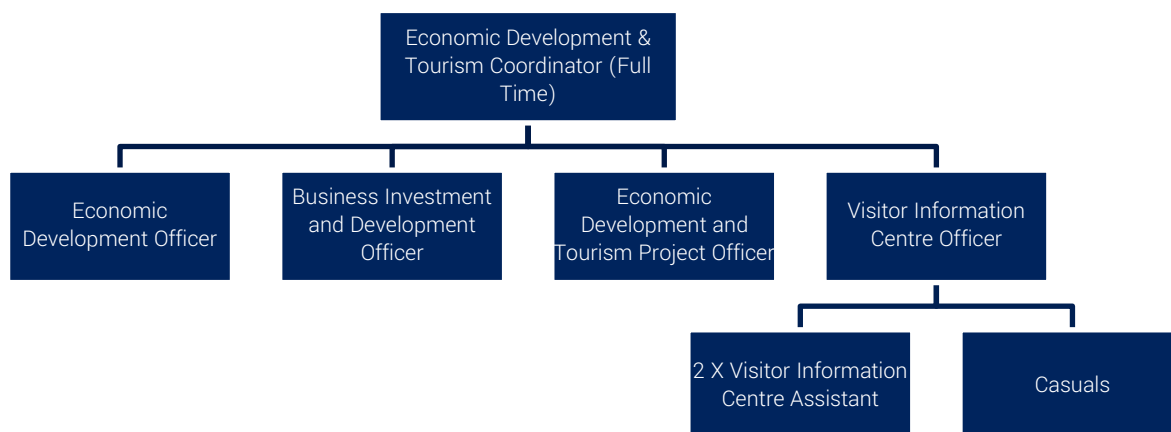 Economic Development &
Tourism Coordinator (Full
Time)
Economic
Development Officer
Business Investment
and Development
Officer
Economic
Development and
Tourism Project Officer
Visitor Information
Centre Officer
2 X Visitor Information
Centre Assistant
Casuals